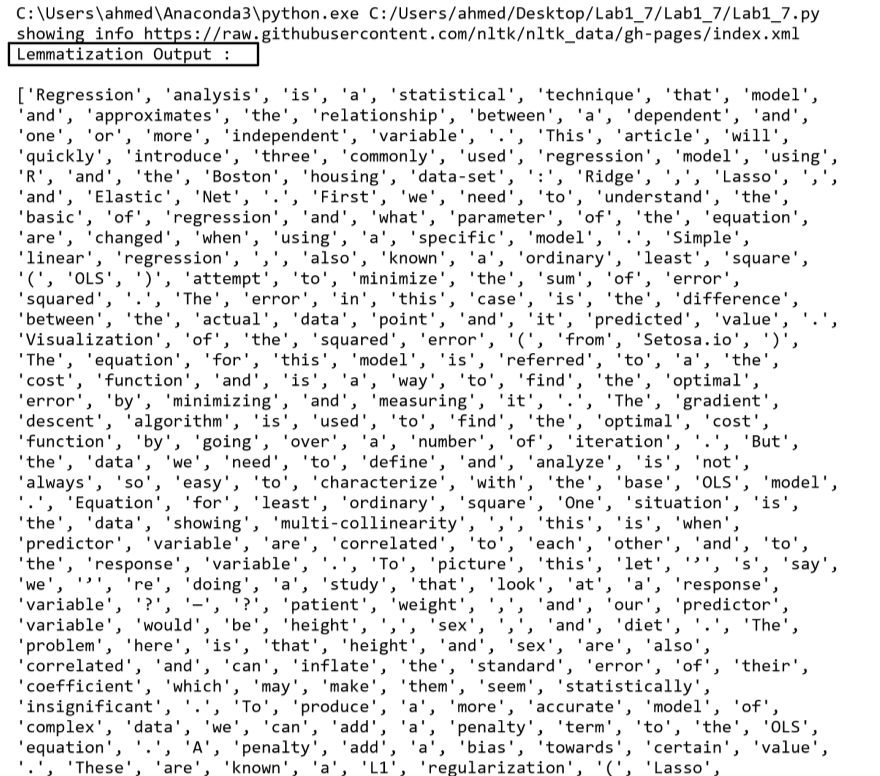 C:\Users\ahmed\Anaconda3\python.exe C:/Users/ahmed/Desktop/Lab1_7/Lab1_7/Lab1_7.py
showing info https://raw.githubusercontent.com/nltk/nltk_data/gh-pages/index.xml
Lemmatization Output :
['Regression', 'analysis', 'is', 'a', 'statistical', 'technique', 'that', 'model',
'and', 'approximates', 'the', 'relationship', 'between', 'a', 'dependent', 'and',
'one', 'or', 'more', 'independent', 'variable', '.', 'This', 'article', 'will',
'quickly', 'introduce', 'three', 'commonly', 'used', 'regression', 'model', 'using',
'R', 'and', 'the', 'Boston', 'housing', 'data-set', ':', 'Ridge', ',', 'Lasso', ',',
'and', 'Elastic', 'Net', '.', 'First', 'we', 'need', 'to', 'understand', 'the',
'basic', 'of', 'regression', 'and', 'what', 'parameter', 'of', 'the', 'equation',
'are', 'changed', 'when', 'using', 'a', 'specific', 'model', '.', 'Simple',
'linear', 'regression', ',', 'also', 'known', 'a', 'ordinary', 'least', 'square',
'(', 'OLS', ')', 'attempt', 'to', 'minimize', 'the', 'sum', 'of', 'error',
'squared', '.', 'The', 'error', 'in', 'this', 'case', 'is', 'the', 'difference',
'between', 'the', 'actual', 'data', 'point', 'and', 'it', 'predicted', 'value', '.',
'Visualization', 'of', 'the', 'squared', 'error', '(', 'from', 'Setosa.io', ')',
'The', 'equation', 'for', 'this', 'model', 'is', 'referred', 'to', 'a', 'the',
'cost', 'function', 'and', 'is', 'a', 'way', 'to', 'find', 'the', 'optimal',
'error', 'by', 'minimizing', 'and', 'measuring', 'it', '.', 'The', 'gradient',
'descent', 'algorithm', 'is', 'used', 'to', 'find', 'the', 'optimal', 'cost',
'function', 'by', 'going', 'over', 'a', 'number', 'of', 'iteration', '.', 'But',
'the', 'data', 'we', 'need', 'to', 'define', 'and', 'analyze', 'is', 'not',
'always', 'so', 'easy', 'to', 'characterize', 'with', 'the', 'base', 'OLS', 'model',
'.', 'Equation', 'for', 'least', 'ordinary', 'square', 'One', 'situation', 'is',
'the', 'data', 'showing', 'multi-collinearity', ',', 'this', 'is', 'when',
'predictor', 'variable', 'are', 'correlated', 'to', 'each', 'other', 'and', 'to',
'the', 'response', 'variable', '.', 'To', 'picture', 'this', 'let', '’', 's', 'say',
'we', '’', 're', 'doing', 'a', 'study', 'that', 'look', 'at', 'a', 'response',
'variable', '?', '—', '?', 'patient', 'weight', ',', 'and', 'our', 'predictor',
'variable', 'would', 'be', 'height', ',', 'sex', ',', 'and', 'diet', '.', 'The',
'problem', 'here', 'is', 'that', 'height', 'and', 'sex', 'are', 'also',
'correlated', 'and', 'can', 'inflate', 'the', 'standard', 'error', 'of', 'their',
'coefficient', 'which', 'may', 'make', 'them', 'seem', 'statistically',
'insignificant', '.', 'To', 'produce', 'a', 'more', 'accurate', 'model', 'of',
'complex', 'data', 'we', 'can', 'add', 'a', 'penalty', 'term', 'to', 'the', 'OLS',
'equation', '.', 'A', 'penalty', 'add', 'a', 'bias', 'towards', 'certain', 'value',
'.', 'These', 'are', 'known', 'a', 'L1', 'regularization', '(', 'Lasso',